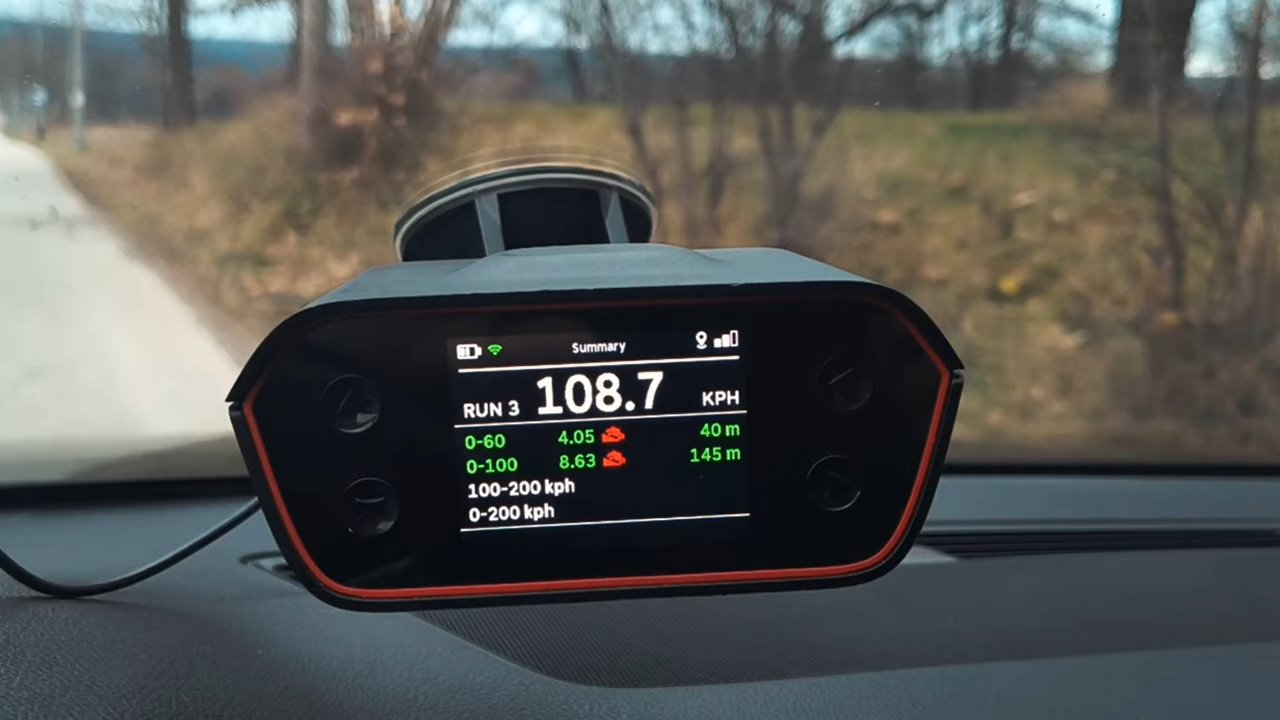 Summary
RUN 3 108.7 KPH
0-60 4.05 40 m
0-100 8.63 145 m
100-200 kph
0-200 kph